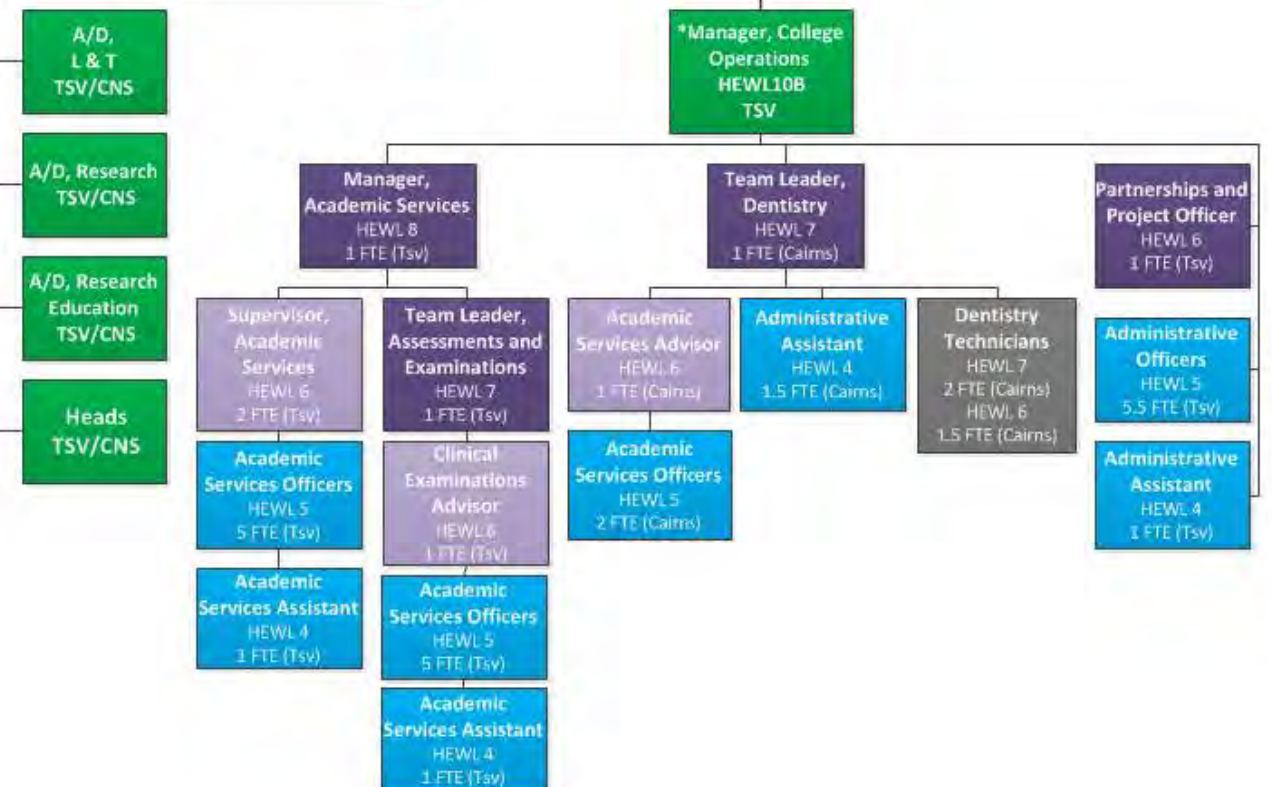 A/D,
L & T
TSV/CNS
A/D, Research
TSV/CNS
A/D, Research
Education
TSV/CNS
Heads
TSV/CNS
*Manager, College
Operations
HEWL10B
TSV
Manager,
Academic Services
HEWL 8
1 FTE (Tsv)
Supervisor,
Academic
Services
HEWL 6
2 FTE (Tsv)
Academic
Services Officers
HEWL 5
5 FTE (Tsv)
Academic
Services Assistant
HEWL 4
1 FTE (Tsv)
Team Leader,
Assessments and
Examinations
HEWL 7
1 FTE (Tsv)
Clinical
Examinations
Advisor
HEWL 6
1 FTE (Tsv)
Academic
Services Officers
HEWL 5
5 FTE (Tsv)
Academic
Services Assistant
HEWL 4
1 FTE (Tsv)
Team Leader,
Dentistry
HEWL 7
1 FTE (Cairns)
Academic
Services Advisor
HEWL 6
1 FTE (Cairns)
Academic
Services Officers
HEWL 5
2 FTE (Cairns)
Administrative
Assistant
HEWL 4
1.5 FTE (Cairns)
Dentistry
Technicians
HEWL 7
2 FTE (Cairns)
HEWL 6
1.5 FTE (Cairns)
Partnerships and
Project Officer
HEWL 6
1 FTE (Tsv)
Administrative
Officers
HEWL 5
5.5 FTE (Tsv)
Administrative
Assistant
HEWL 4
1 FTE (Tsv)